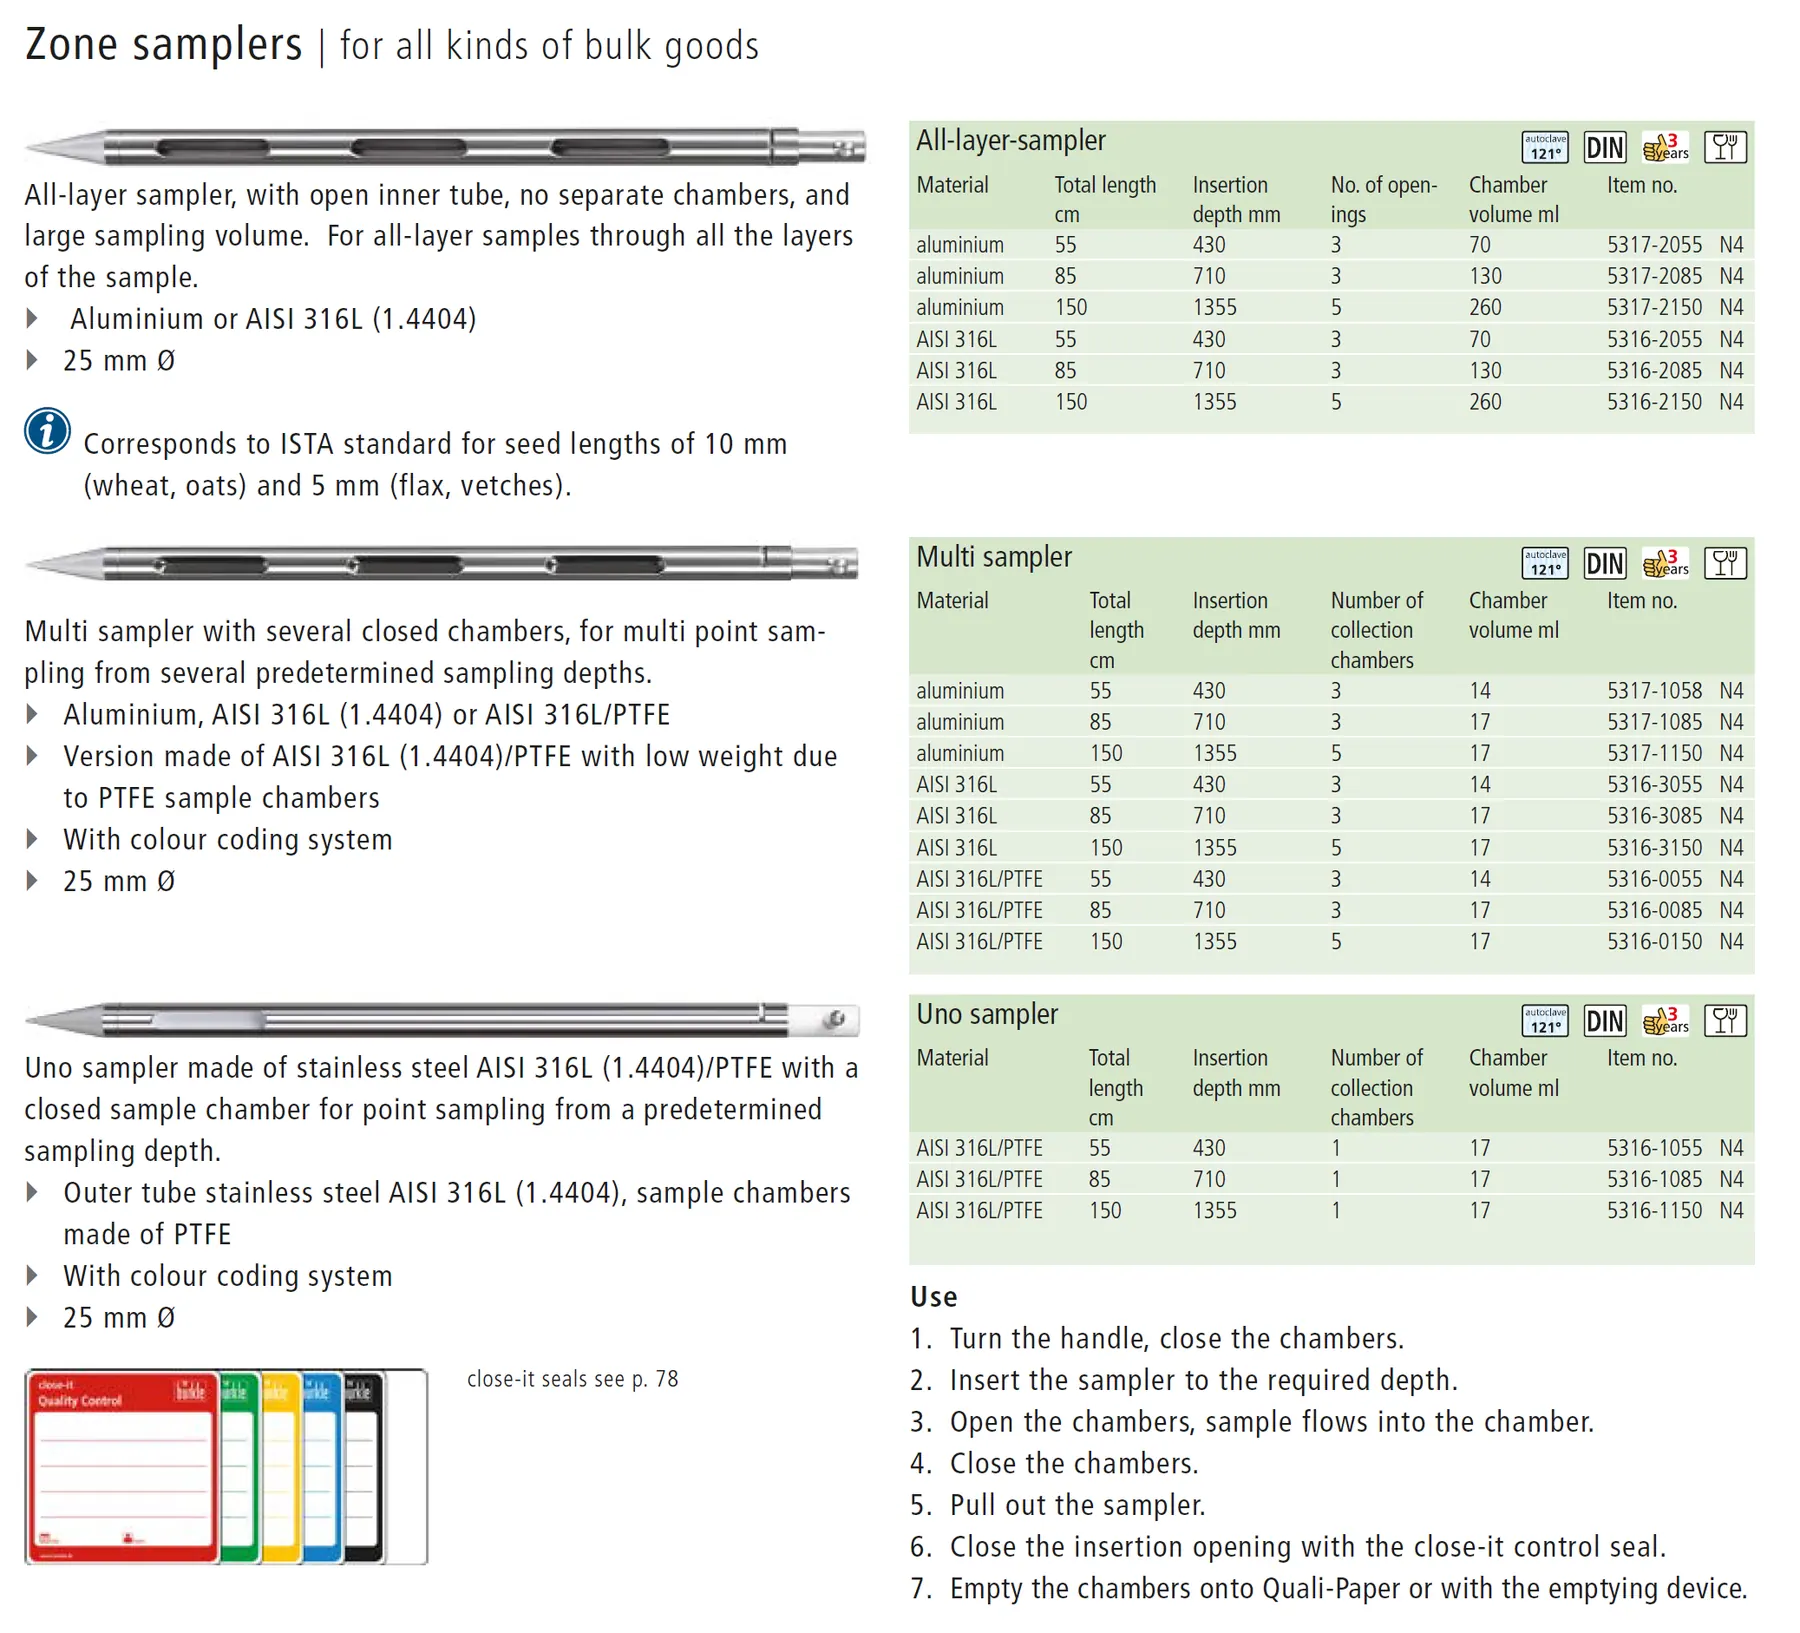 Zone samplers | for all kinds of bulk goods
All-layer sampler, with open inner tube, no separate chambers, and
large sampling volume. For all-layer samples through all the layers
of the sample.
Aluminium or AISI 316L (1.4404)
25 mm Ø
Corresponds to ISTA standard for seed lengths of 10 mm
(wheat, oats) and 5 mm (flax, vetches).
Multi sampler with several closed chambers, for multi point sam-
pling from several predetermined sampling depths.
Aluminium, AISI 316L (1.4404) or AISI 316L/PTFE
Version made of AISI 316L (1.4404)/PTFE with low weight due
to PTFE sample chambers
With colour coding system
25 mm Ø
Uno sampler made of stainless steel AISI 316L (1.4404)/PTFE with a
closed sample chamber for point sampling from a predetermined
sampling depth.
Outer tube stainless steel AISI 316L (1.4404), sample chambers
made of PTFE
With colour coding system
25 mm Ø
close-it
Quality Control
bürkle
close-it seals see p. 78
All-layer-sampler
autoclave 121° DIN 3 years
Material Total length cm Insertion depth mm No. of open-ings Chamber volume ml Item no.
aluminium 55 430 3 70 5317-2055 N4
aluminium 85 710 3 130 5317-2085 N4
aluminium 150 1355 5 260 5317-2150 N4
AISI 316L 55 430 3 70 5316-2055 N4
AISI 316L 85 710 3 130 5316-2085 N4
AISI 316L 150 1355 5 260 5316-2150 N4
Multi sampler
autoclave 121° DIN 3 years
Material Total length cm Insertion depth mm Number of collection chambers Chamber volume ml Item no.
aluminium 55 430 3 14 5317-1058 N4
aluminium 85 710 3 17 5317-1085 N4
aluminium 150 1355 5 17 5317-1150 N4
AISI 316L 55 430 3 14 5316-3055 N4
AISI 316L 85 710 3 17 5316-3085 N4
AISI 316L 150 1355 5 17 5316-3150 N4
AISI 316L/PTFE 55 430 3 14 5316-0055 N4
AISI 316L/PTFE 85 710 3 17 5316-0085 N4
AISI 316L/PTFE 150 1355 5 17 5316-0150 N4
Uno sampler
autoclave 121° DIN 3 years
Material Total length cm Insertion depth mm Number of collection chambers Chamber volume ml Item no.
AISI 316L/PTFE 55 430 1 17 5316-1055 N4
AISI 316L/PTFE 85 710 1 17 5316-1085 N4
AISI 316L/PTFE 150 1355 1 17 5316-1150 N4
Use
1. Turn the handle, close the chambers.
2. Insert the sampler to the required depth.
3. Open the chambers, sample flows into the chamber.
4. Close the chambers.
5. Pull out the sampler.
6. Close the insertion opening with the close-it control seal.
7. Empty the chambers onto Quali-Paper or with the emptying device.